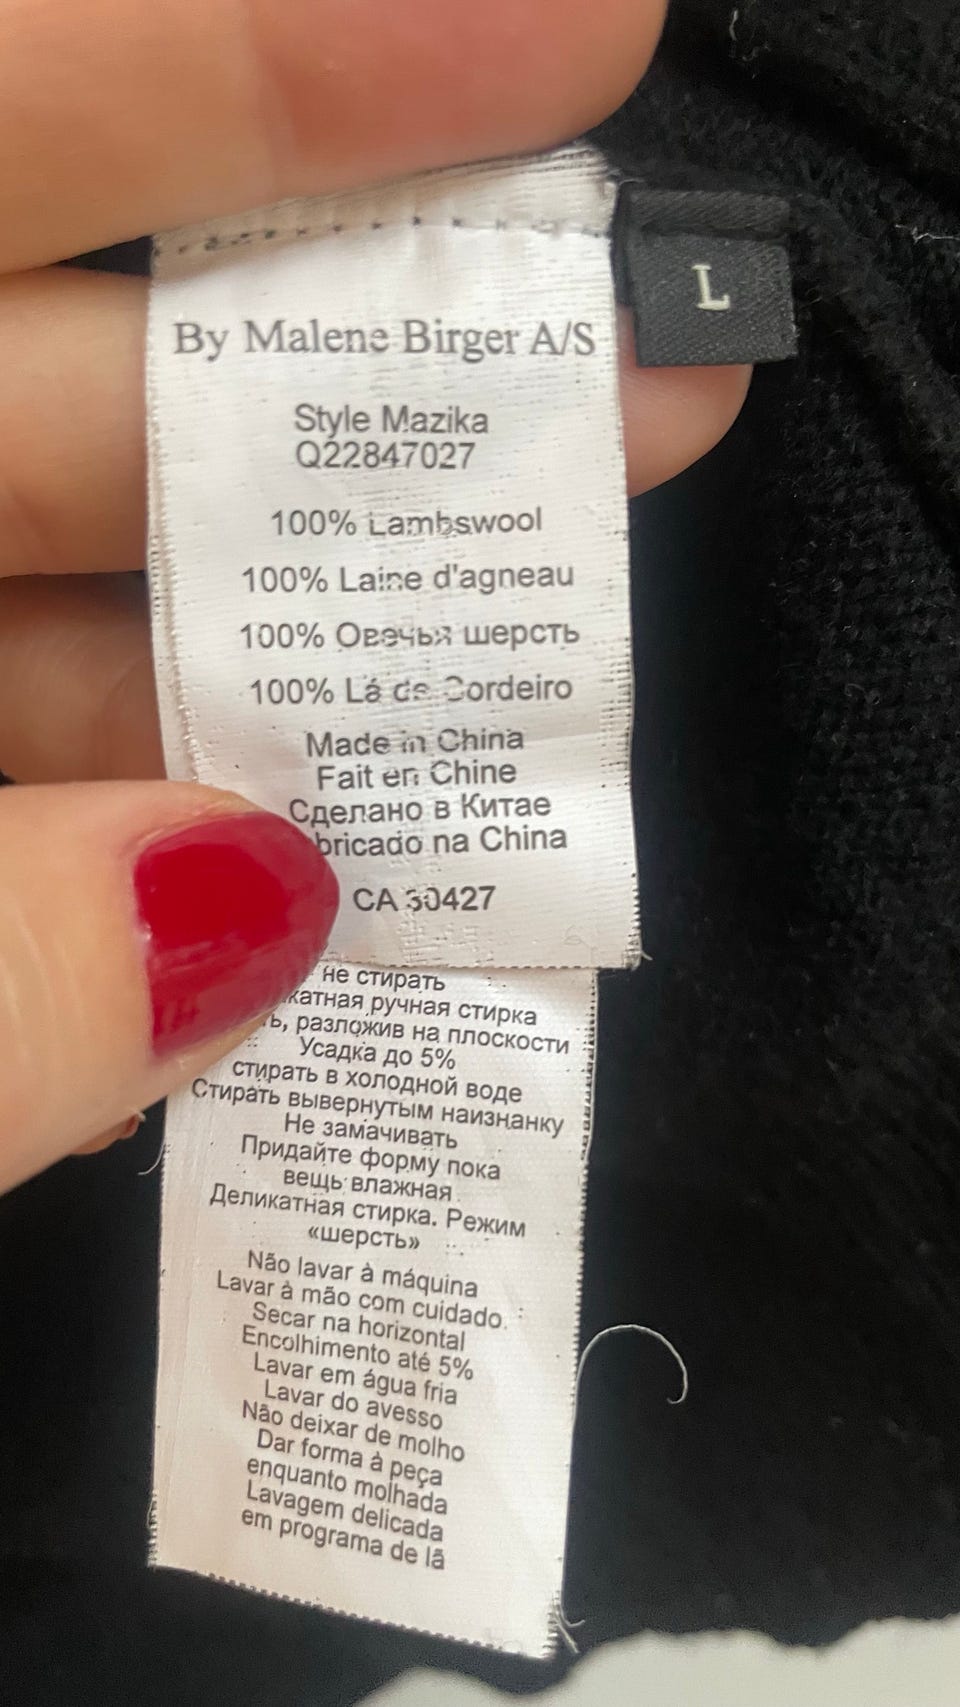 L
By Malene Birger A/S
Style Mazika
Q22847027
100% Lambswool
100% Laine d'agneau
100% Овечья шерсть
100% Lá de Cordeiro
Made in China
Fait en Chine
Сделано в Китае
bricado na China
CA 30427
не стирать
катная ручная стирка
ь, разложив на плоскости
Усадка до 5%
стирать в холодной воде
Стирать вывернутым наизнанку
Не замачивать
Придайте форму пока
вещь влажная
Деликатная стирка. Режим
«шерсть»
Não lavar à máquina
Lavar à mão com cuidado.
Secar na horizontal
Encolhimento até 5%
Lavar em água fria
Lavar do avesso
Não deixar de molho
Dar forma à peça
enquanto molhada
Lavagem delicada
em programa de lã